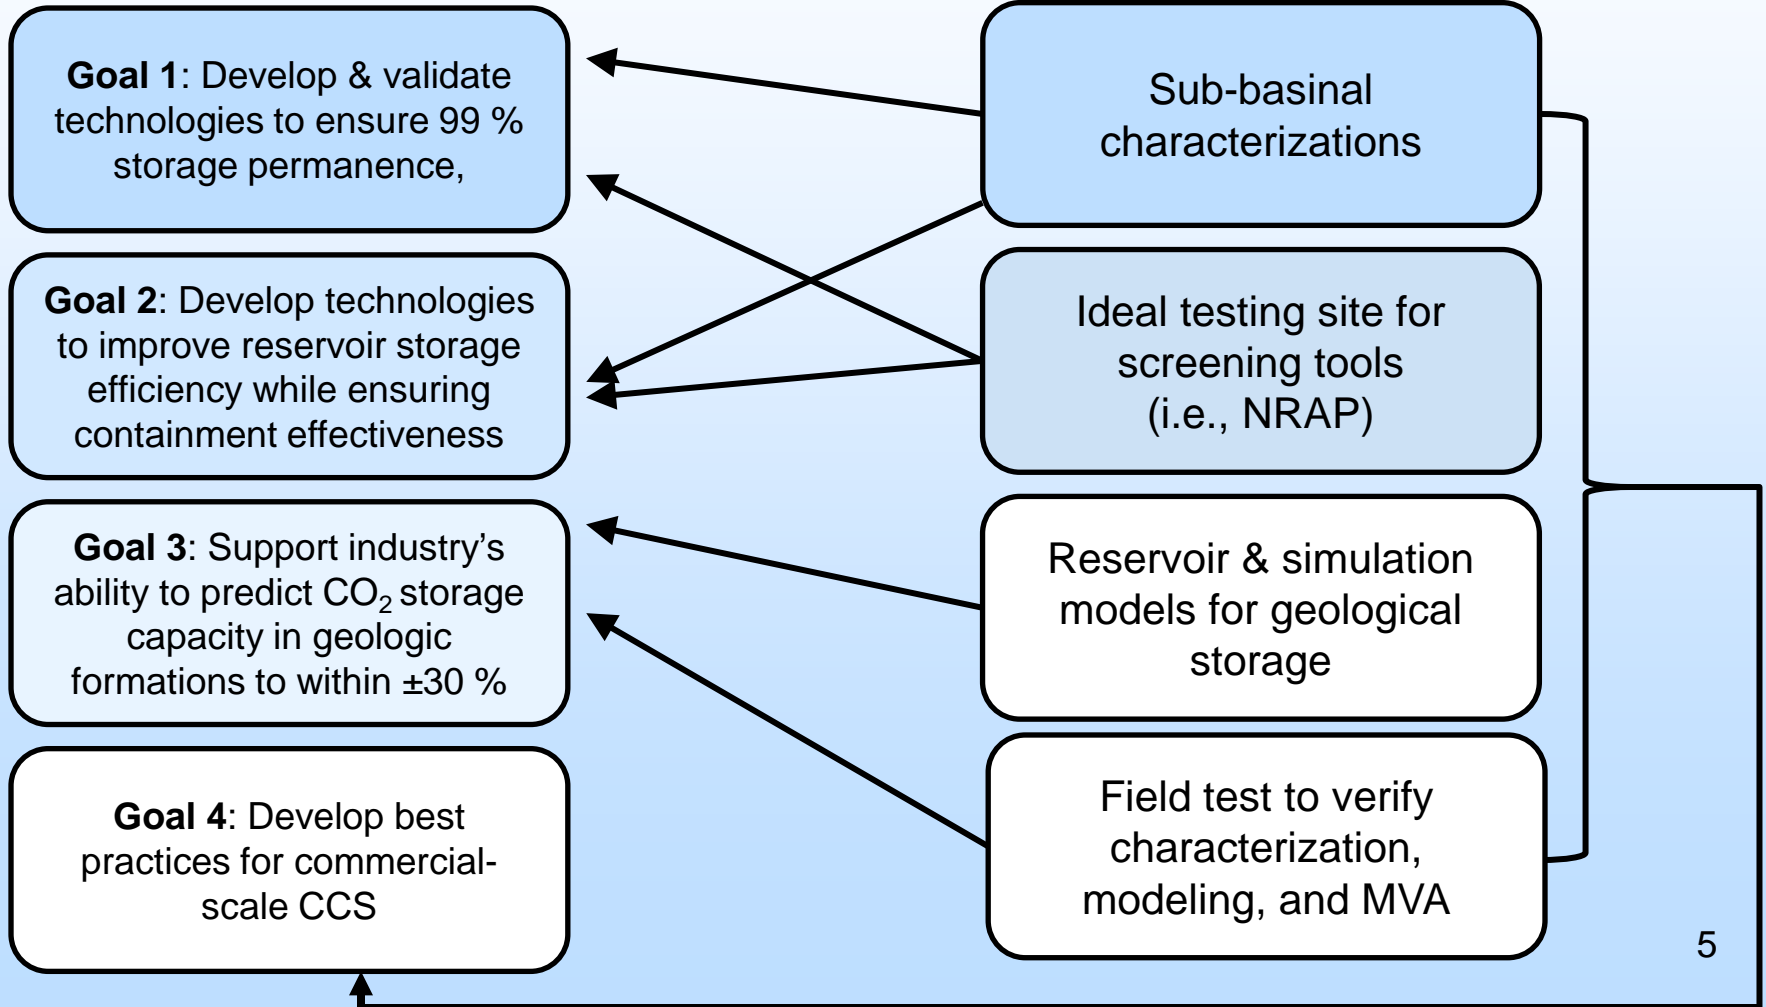 Goal 1: Develop & validate
technologies to ensure 99 %
storage permanence,
Goal 2: Develop technologies
to improve reservoir storage
efficiency while ensuring
containment effectiveness
Goal 3: Support industry’s
ability to predict CO₂ storage
capacity in geologic
formations to within ±30 %
Goal 4: Develop best
practices for commercial-
scale CCS
Sub-basinal
characterizations
Ideal testing site for
screening tools
(i.e., NRAP)
Reservoir & simulation
models for geological
storage
Field test to verify
characterization,
modeling, and MVA
5